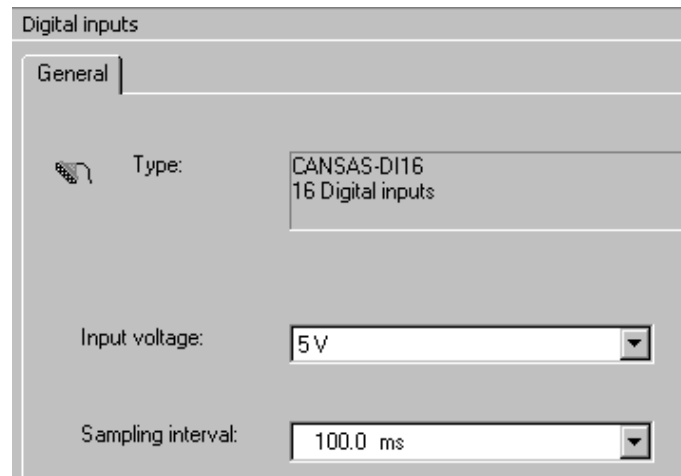 Digital inputs
General
Type:
CANSAS-DI16
16 Digital inputs
Input voltage:
5 V
Sampling interval:
100.0 ms